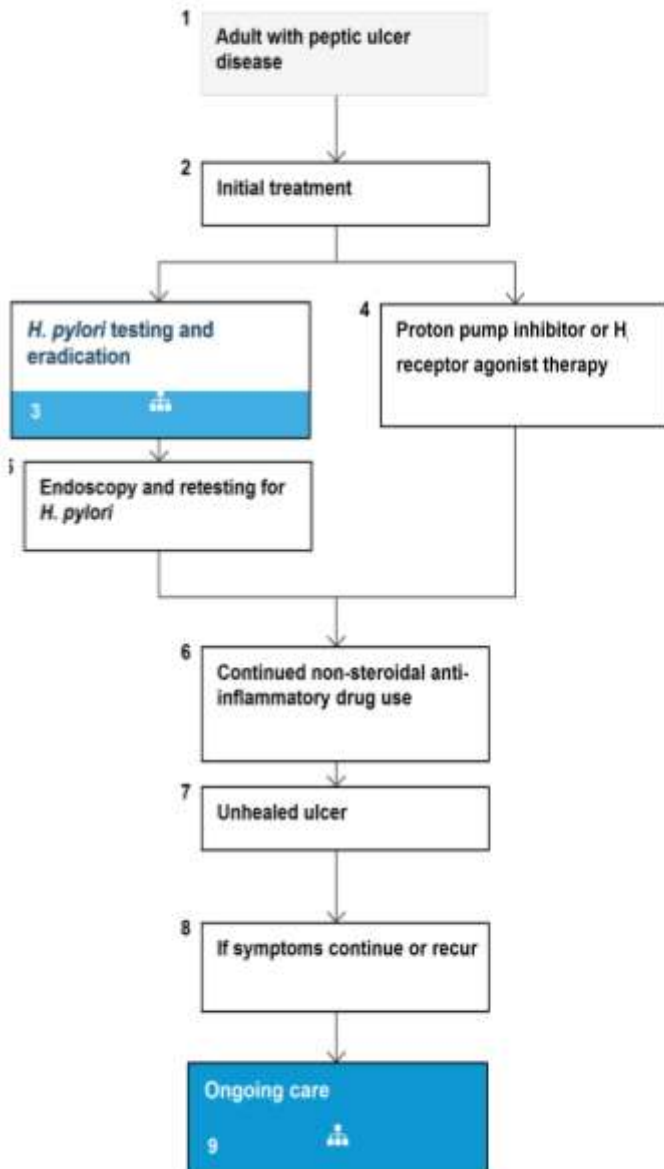 1
Adult with peptic ulcer
disease
2
Initial treatment
H. pylori testing and
eradication
3
4
Proton pump inhibitor or H
receptor agonist therapy
Endoscopy and retesting for
H. pylori
6
Continued non-steroidal anti-
inflammatory drug use
7
Unhealed ulcer
8
If symptoms continue or recur
Ongoing care
9